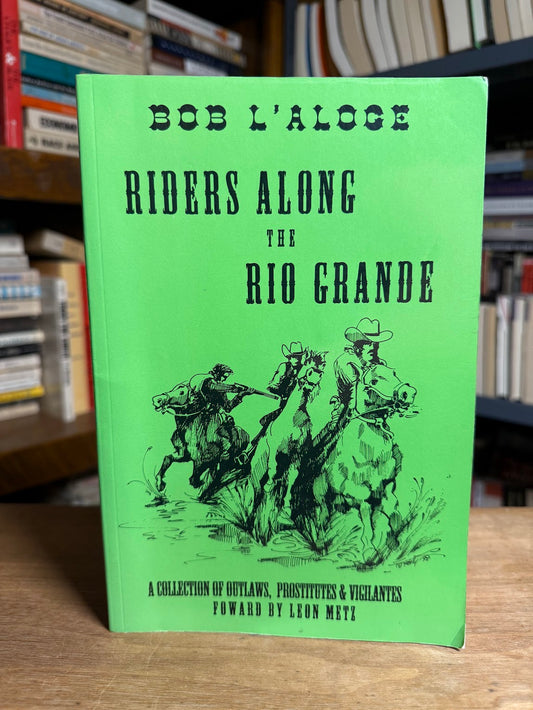 BOB L'ALOGE
RIDERS ALONG
THE
RIO GRANDE
A COLLECTION OF OUTLAWS, PROSTITUTES & VIGILANTES
FOWARD BY LEON METZ